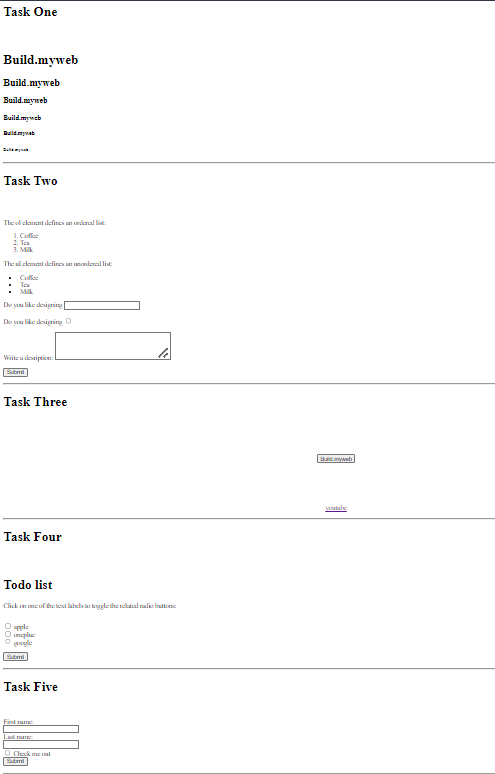 Task One
Build.myweb
Build.myweb
Build.myweb
Build.myweb
Build.myweb
Build.myweb
Task Two
The ol element defines an ordered list:
1. Coffee
2. Tea
3. Milk
The ul element defines an unordered list:
Coffee
Tea
Milk
Do you like designing
Do you like designing
Write a desription:
Submit
Task Three
Build.myweb
youtube
Task Four
Todo list
Click on one of the text labels to toggle the related radio buttons:
apple
oneplue
google
Submit
Task Five
First name:
Last name:
Check me out
Submit